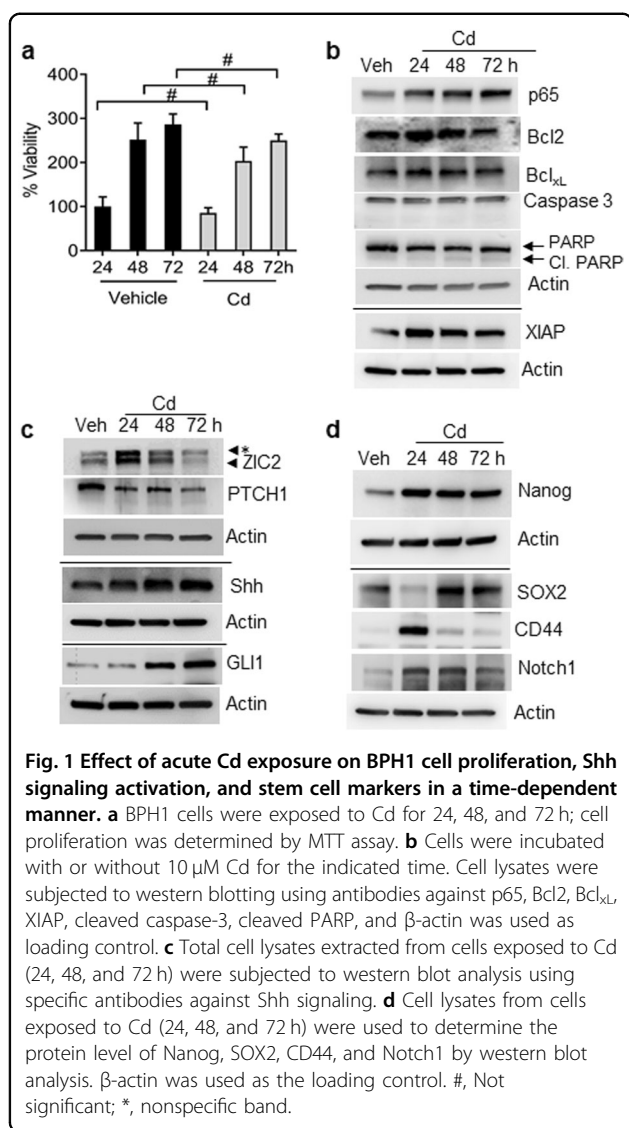 a
#
#
#
400
300
200
100
0
% Viability
24 48 72 24 48 72h
Vehicle Cd
b
Cd
Veh 24 48 72 h
p65
Bcl2
BclxL
Caspase 3
PARP
Cl. PARP
Actin
XIAP
Actin
c
Cd
Veh 24 48 72 h
*
ZIC2
PTCH1
Actin
Shh
Actin
GLI1
Actin
d
Cd
Veh 24 48 72 h
Nanog
Actin
SOX2
CD44
Notch1
Actin
Fig. 1 Effect of acute Cd exposure on BPH1 cell proliferation, Shh
signaling activation, and stem cell markers in a time-dependent
manner. a BPH1 cells were exposed to Cd for 24, 48, and 72 h; cell
proliferation was determined by MTT assay. b Cells were incubated
with or without 10 µM Cd for the indicated time. Cell lysates were
subjected to western blotting using antibodies against p65, Bcl2, BclxL,
XIAP, cleaved caspase-3, cleaved PARP, and β-actin was used as
loading control. c Total cell lysates extracted from cells exposed to Cd
(24, 48, and 72 h) were subjected to western blot analysis using
specific antibodies against Shh signaling. d Cell lysates from cells
exposed to Cd (24, 48, and 72 h) were used to determine the
protein level of Nanog, SOX2, CD44, and Notch1 by western blot
analysis. β-actin was used as the loading control. #, Not
significant; *, nonspecific band.